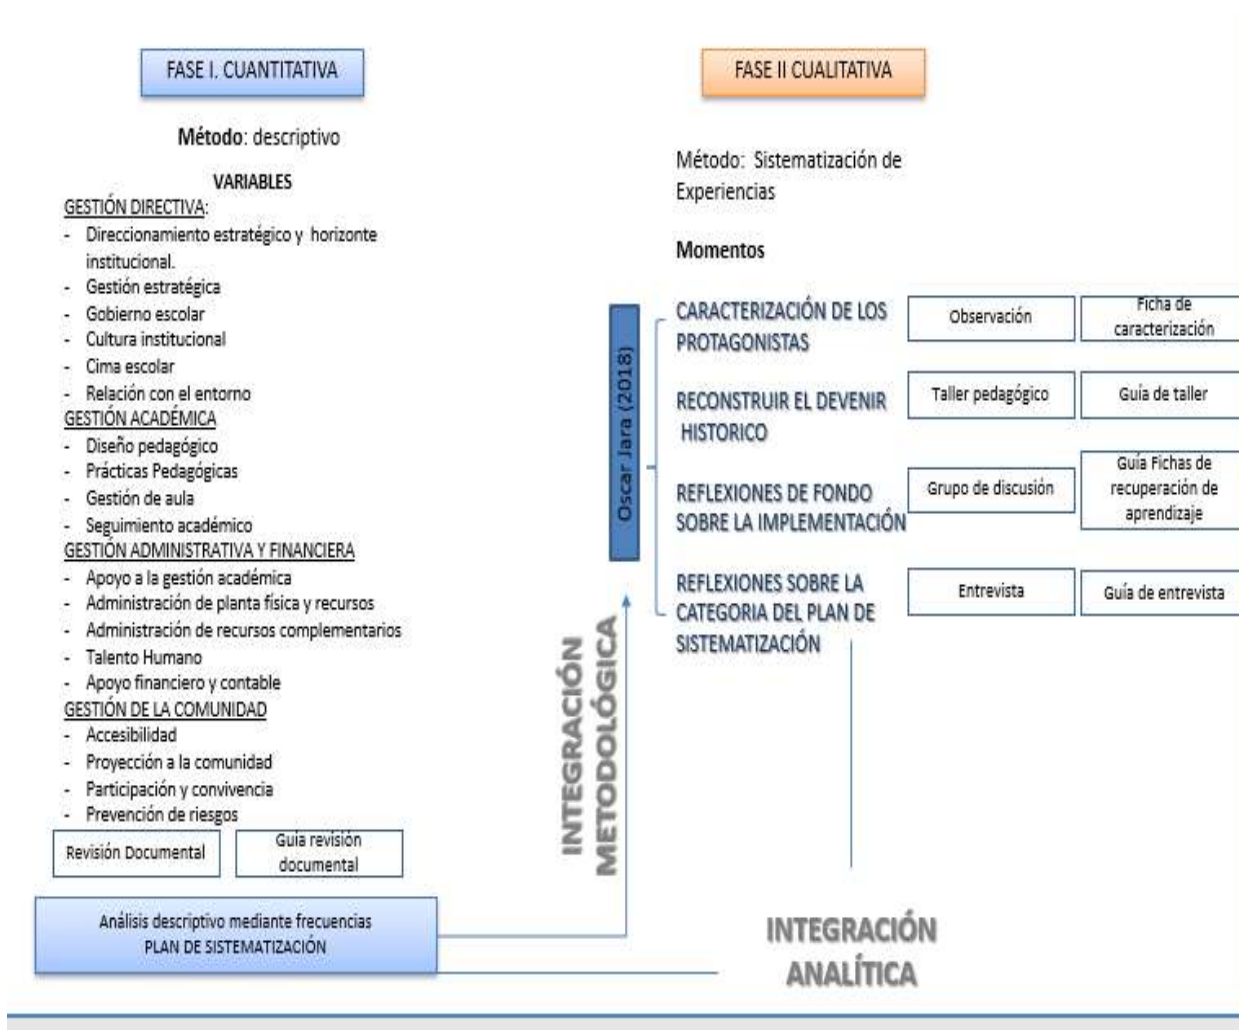 FASE I. CUANTITATIVA
Método: descriptivo
VARIABLES
GESTIÓN DIRECTIVA:
- Direccionamiento estratégico y horizonte
institucional.
- Gestión estratégica
- Gobierno escolar
- Cultura institucional
- Cima escolar
- Relación con el entorno
GESTIÓN ACADÉMICA
- Diseño pedagógico
- Prácticas Pedagógicas
- Gestión de aula
- Seguimiento académico
GESTIÓN ADMINISTRATIVA Y FINANCIERA
- Apoyo a la gestión académica
- Administración de planta física y recursos
- Administración de recursos complementarios
- Talento Humano
- Apoyo financiero y contable
GESTIÓN DE LA COMUNIDAD
- Accesibilidad
- Proyección a la comunidad
- Participación y convivencia
- Prevención de riesgos
Revisión Documental
Guía revisión
documental
Análisis descriptivo mediante frecuencias
PLAN DE SISTEMATIZACIÓN
INTEGRACIÓN
METODOLÓGICA
FASE II CUALITATIVA
Método: Sistematización de
Experiencias
Momentos
Oscar Jara (2018)
CARACTERIZACIÓN DE LOS
PROTAGONISTAS
Observación
Ficha de
caracterización
RECONSTRUIR EL DEVENIR
HISTORICO
Taller pedagógico
Guía de taller
REFLEXIONES DE FONDO
SOBRE LA IMPLEMENTACIÓN
Grupo de discusión
Guía Fichas de
recuperación de
aprendizaje
REFLEXIONES SOBRE LA
CATEGORIA DEL PLAN DE
SISTEMATIZACIÓN
Entrevista
Guía de entrevista
INTEGRACIÓN
ANALÍTICA